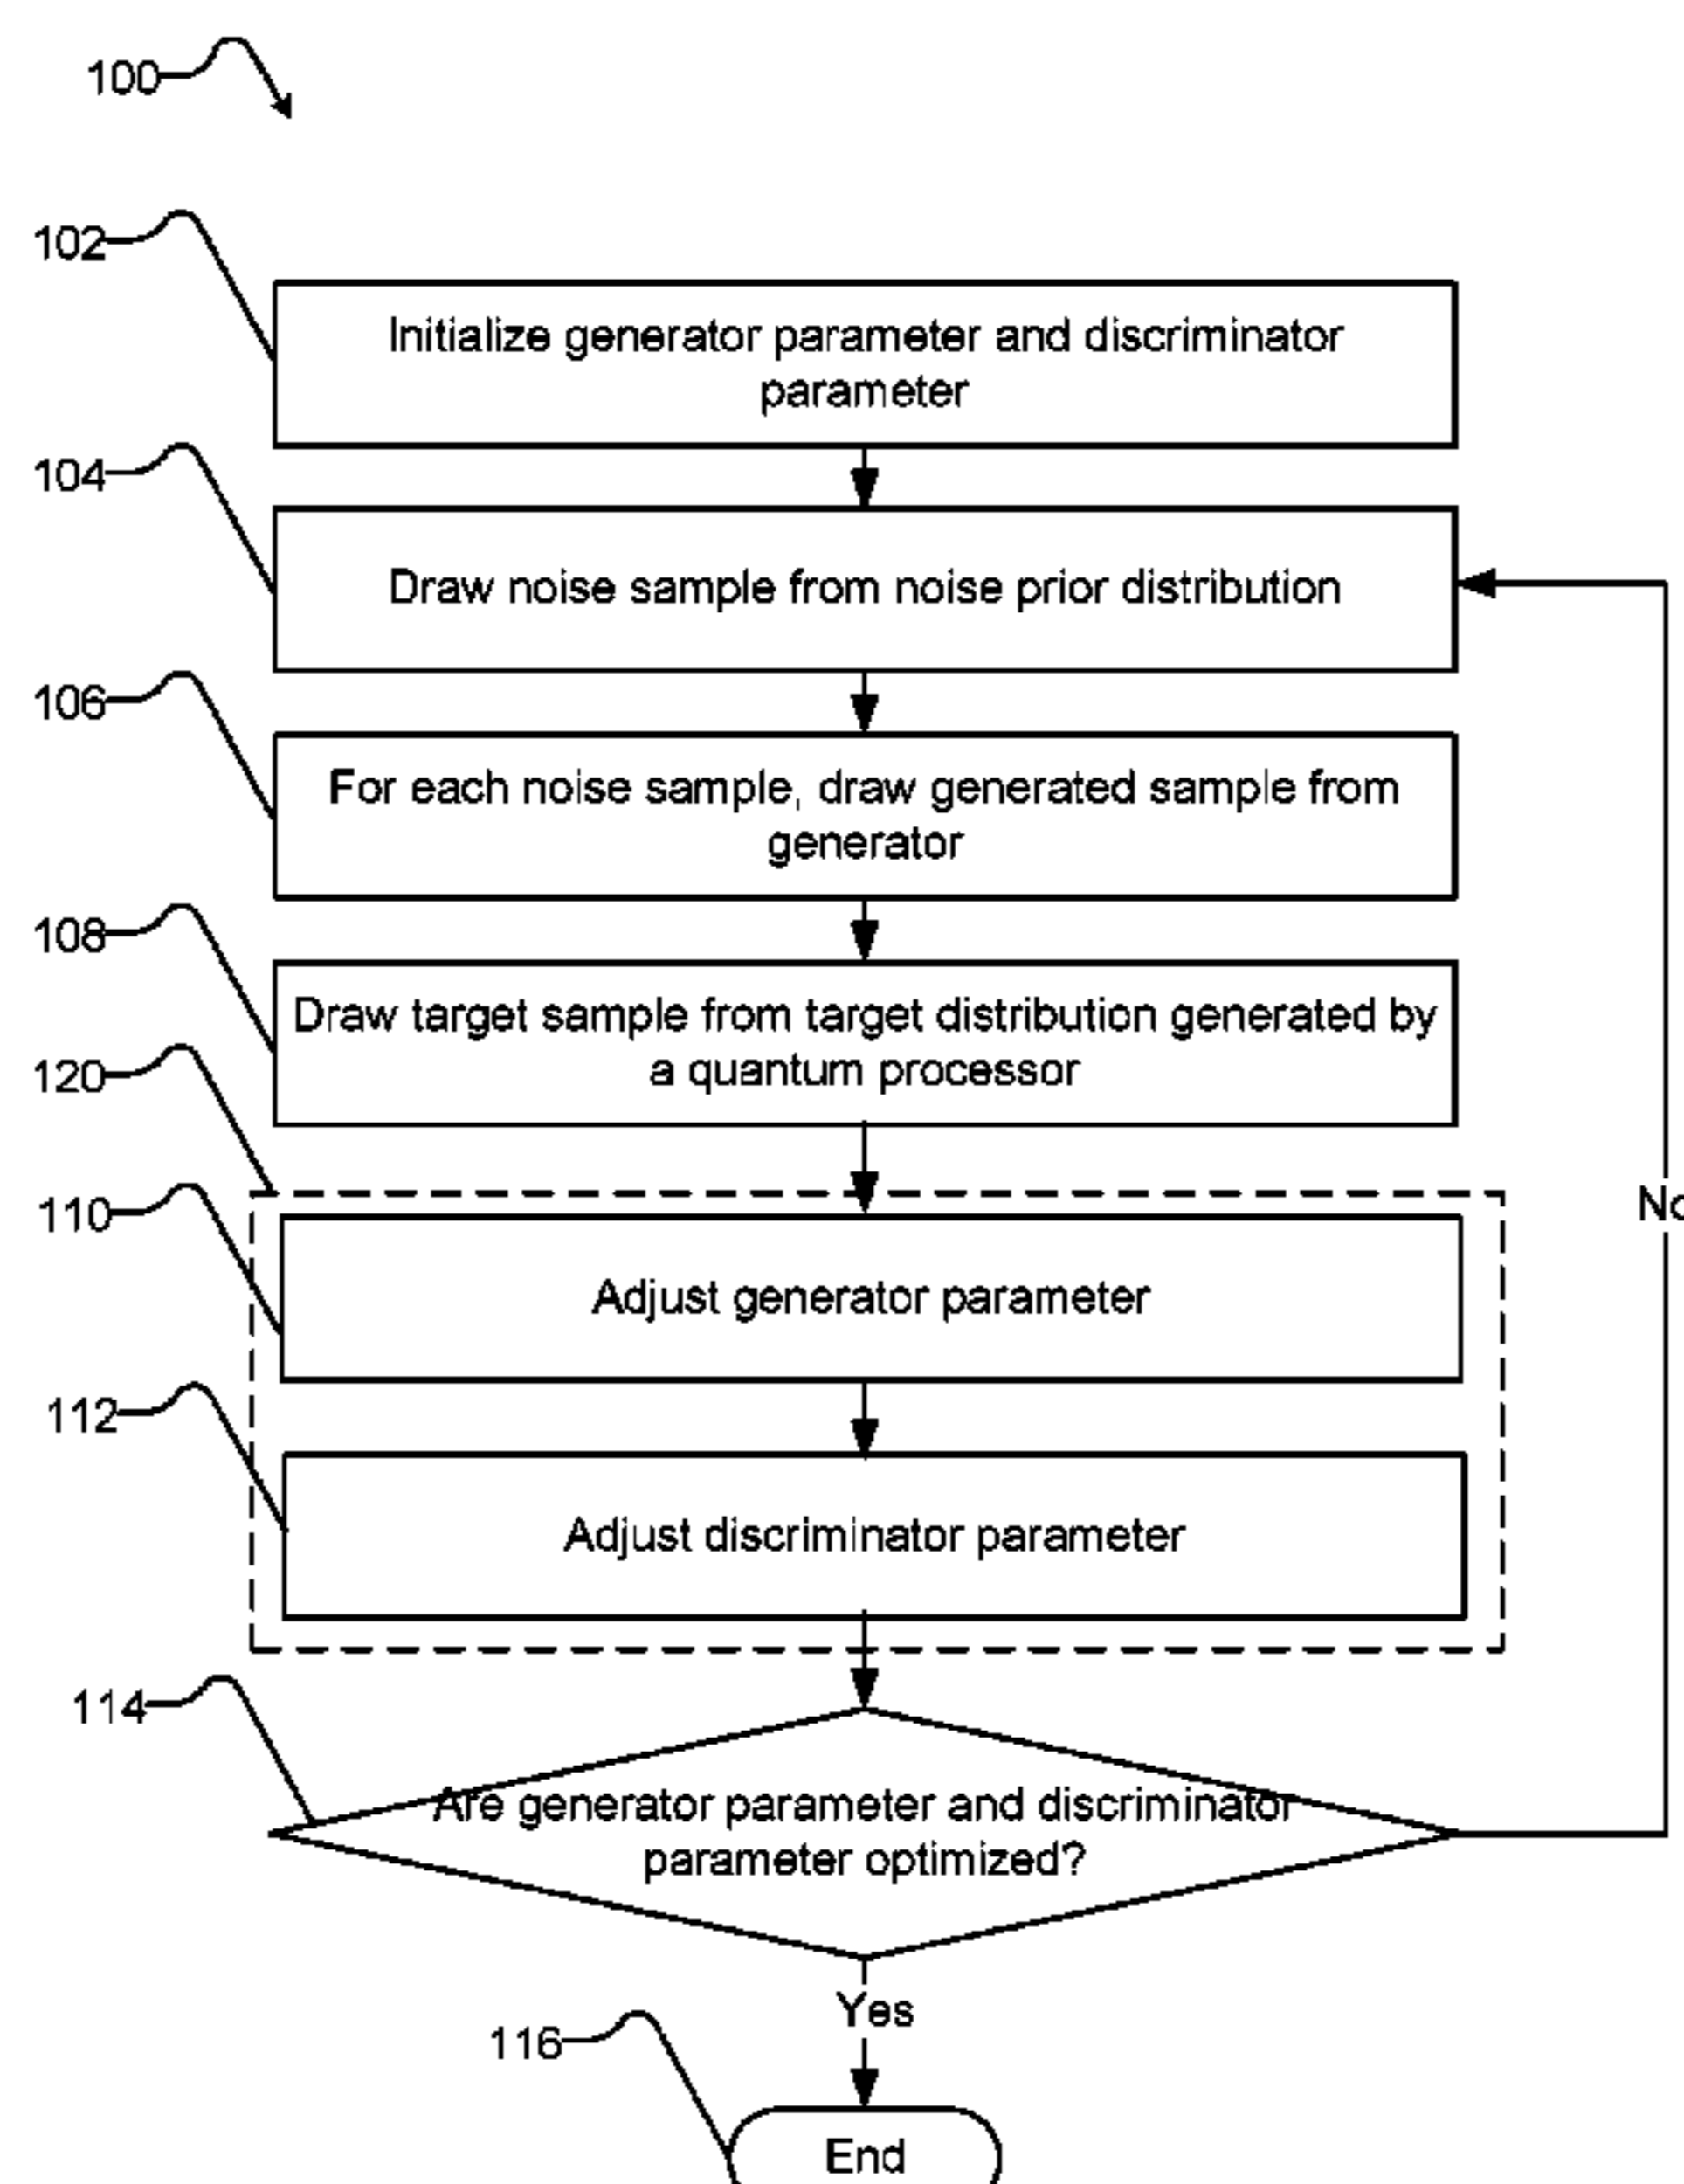 100
102
Initialize generator parameter and discriminator
parameter
104
Draw noise sample from noise prior distribution
106
For each noise sample, draw generated sample from
generator
108
Draw target sample from target distribution generated by
a quantum processor
120
110
No
Adjust generator parameter
112
Adjust discriminator parameter
114
Are generator parameter and discriminator
parameter optimized?
Yes
116
End